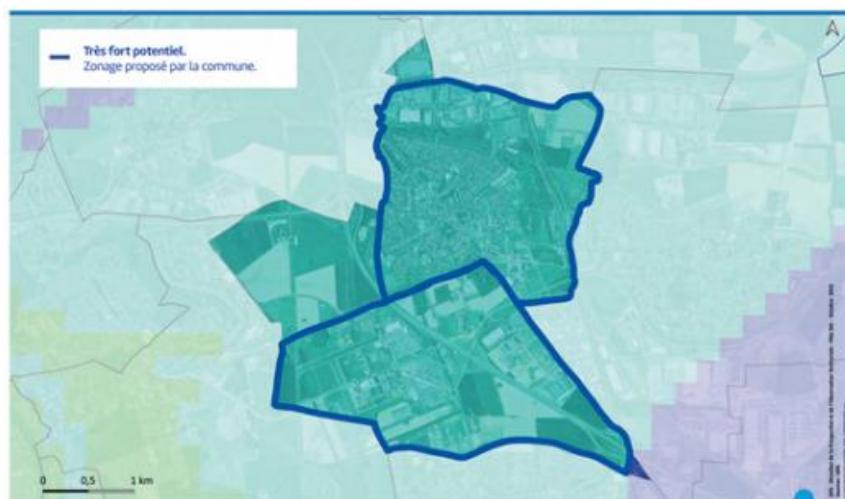 Très fort potentiel.
Zonage proposé par la commune.
0 0,5 1 km